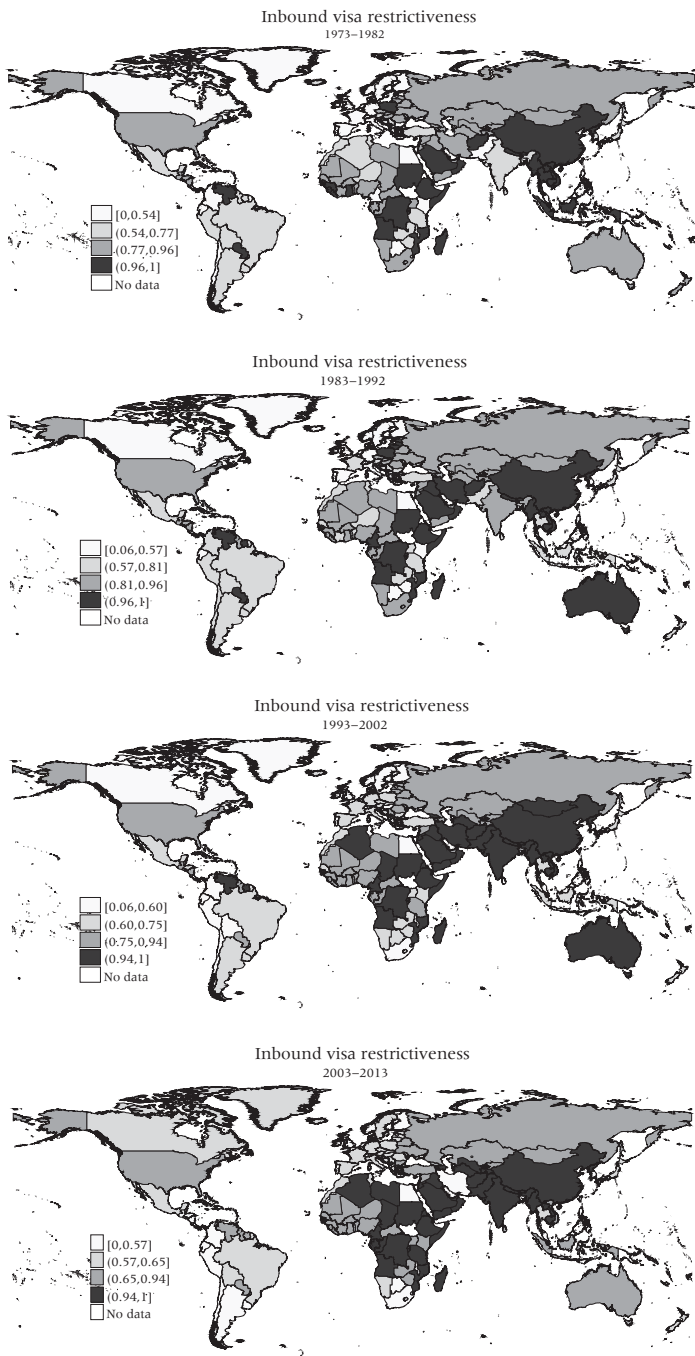 Inbound visa restrictiveness
1973–1982
[0,0.54]
(0.54,0.77]
(0.77,0.96]
(0.96,1]
No data
Inbound visa restrictiveness
1983–1992
[0.06,0.57]
(0.57,0.81]
(0.81,0.96]
(0.96,1]
No data
Inbound visa restrictiveness
1993–2002
[0.06,0.60]
(0.60,0.75]
(0.75,0.94]
(0.94,1]
No data
Inbound visa restrictiveness
2003–2013
[0,0.57]
(0.57,0.65]
(0.65,0.94]
(0.94,1]
No data